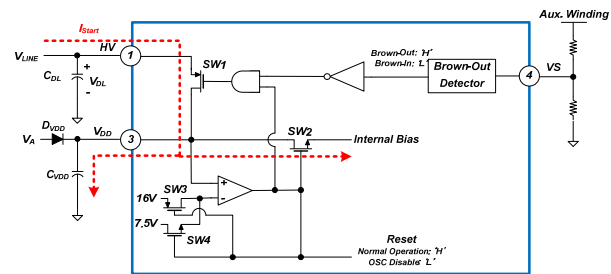 Aux. Winding
IStart
VLINE
HV
1
SW1
Brown-Out: 'H'
Brown-In: 'L'
Brown-Out
Detector
4
VS
CDL
+
VDL
-
VA
DVDD
VDD
3
SW2
Internal Bias
CVDD
+
-
SW3
16V
7.5V
SW4
Reset
Normal Operation: 'H'
OSC Disable: 'L'